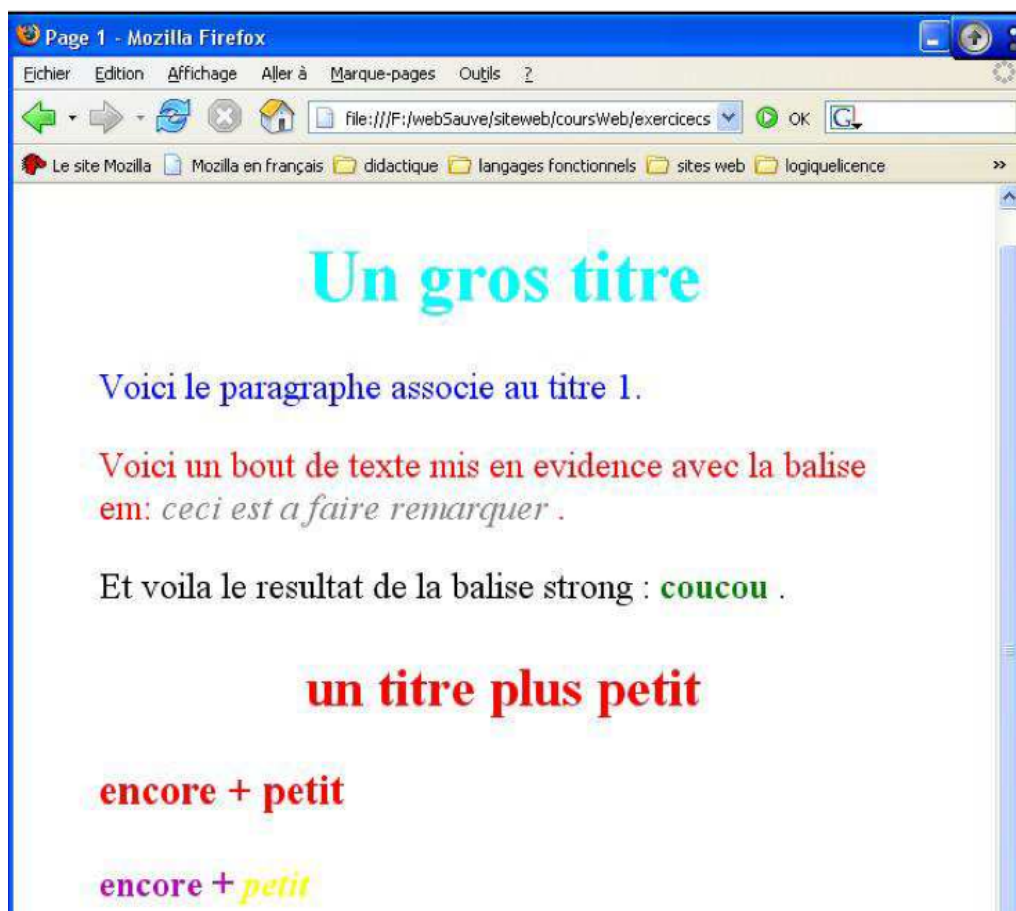 Page 1 - Mozilla Firefox
Fichier Edition Affichage Aller à Marque-pages Outils ?
file:///F:/webSauve/siteweb/coursWeb/exercicecs OK G
Le site Mozilla Mozilla en français didactique langages fonctionnels sites web logiquelicence »
Un gros titre
Voici le paragraphe associe au titre 1.
Voici un bout de texte mis en evidence avec la balise
em: ceci est a faire remarquer .
Et voila le resultat de la balise strong : coucou .
un titre plus petit
encore + petit
encore + petit